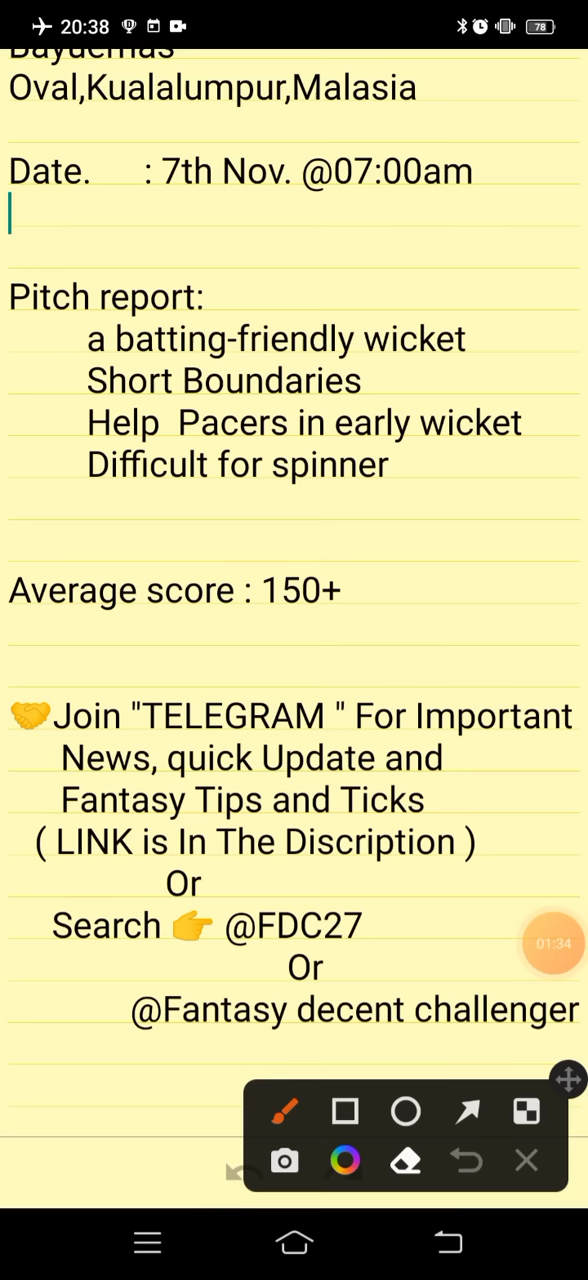 20:38
78
Bayuemas
Oval,Kualalumpur,Malasia
Date. : 7th Nov. @07:00am
Pitch report:
a batting-friendly wicket
Short Boundaries
Help Pacers in early wicket
Difficult for spinner
Average score : 150+
🤝Join "TELEGRAM " For Important
News, quick Update and
Fantasy Tips and Ticks
( LINK is In The Discription )
Or
Search 👉 @FDC27
01:34
Or
@Fantasy decent challenger